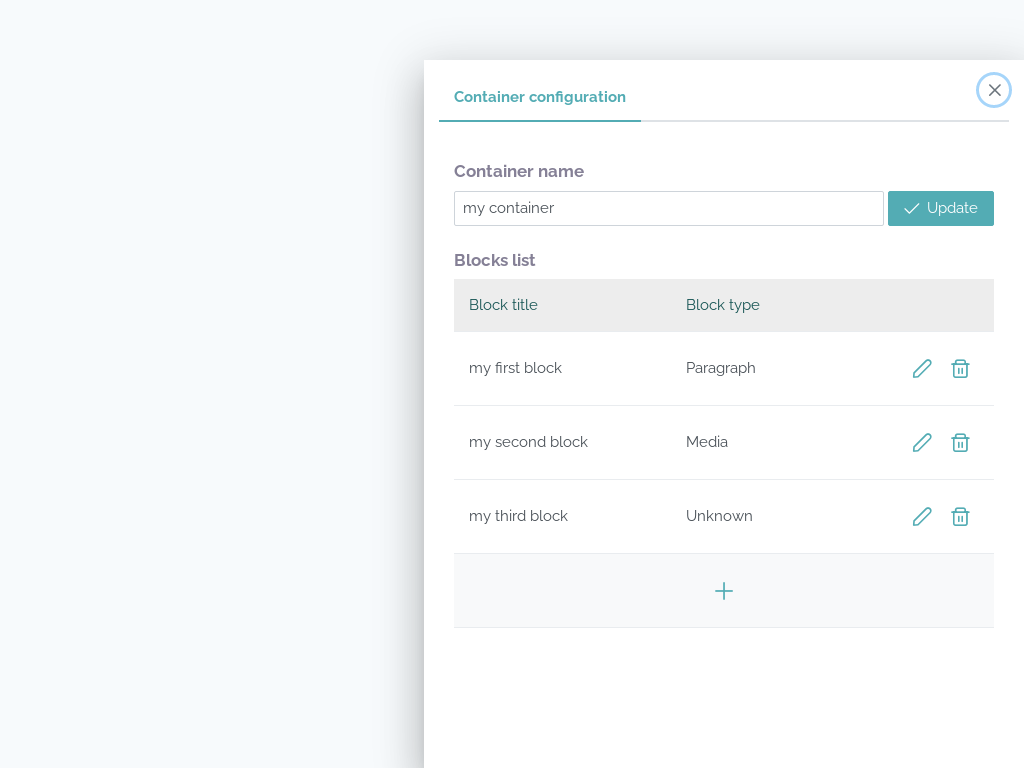 Container configuration
Container name
my container
Update
Blocks list
Block title Block type
my first block Paragraph
my second block Media
my third block Unknown